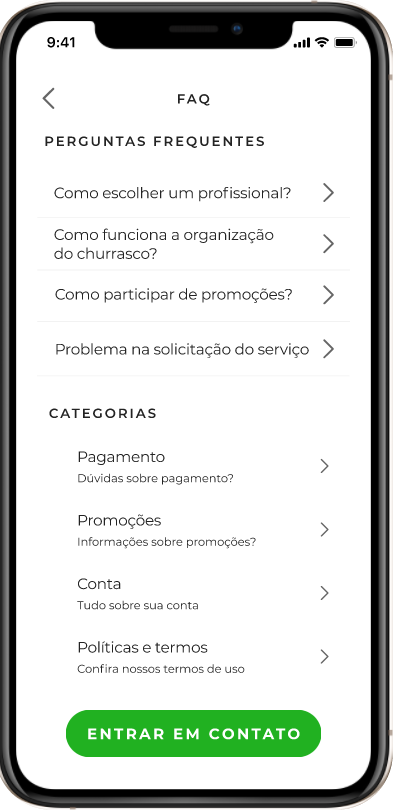 9:41
FAQ
PERGUNTAS FREQUENTES
Como escolher um profissional?
Como funciona a organização
do churrasco?
Como participar de promoções?
Problema na solicitação do serviço
CATEGORIAS
Pagamento
Dúvidas sobre pagamento?
Promoções
Informações sobre promoções?
Conta
Tudo sobre sua conta
Políticas e termos
Confira nossos termos de uso
ENTRAR EM CONTATO